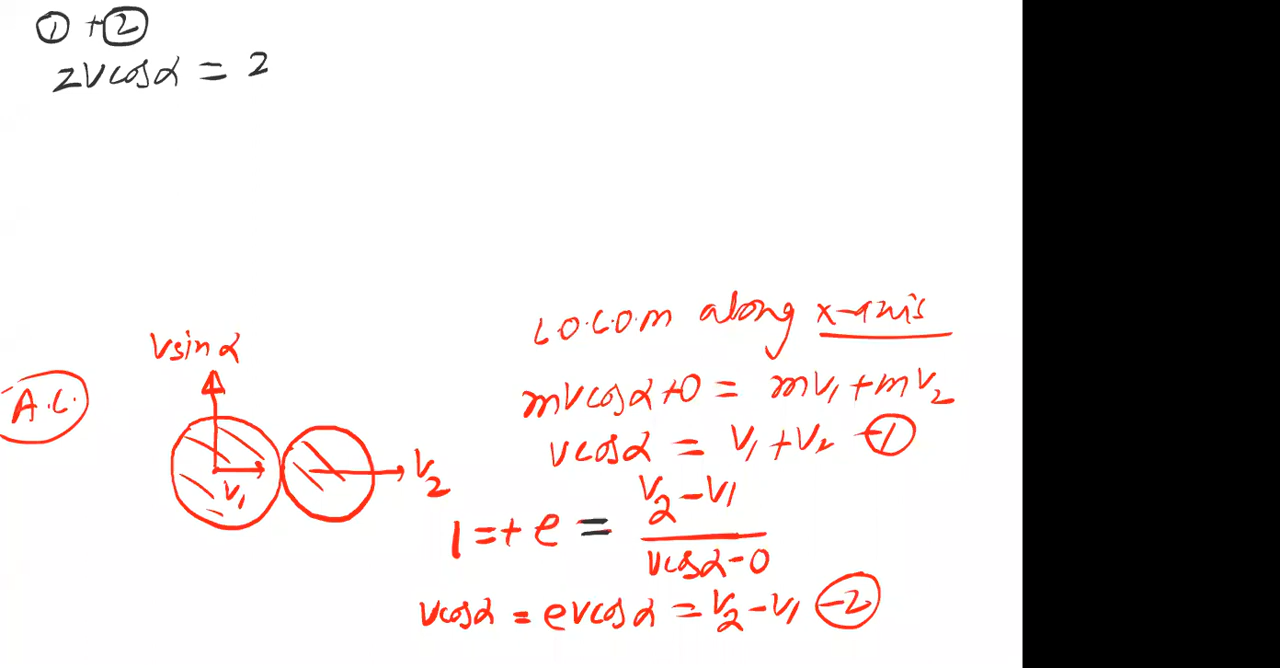 ① + ②
2vcosα = 2
L.O.C.O.M along x-axis
vsinα
A.C.
mvcosα+0 = mv₁+mv₂
vcosα = v₁+v₂ -①
v₁
v₂
1=+e = (v₂-v₁)/(vcosα-0)
vcosα = evcosα = v₂-v₁ -②